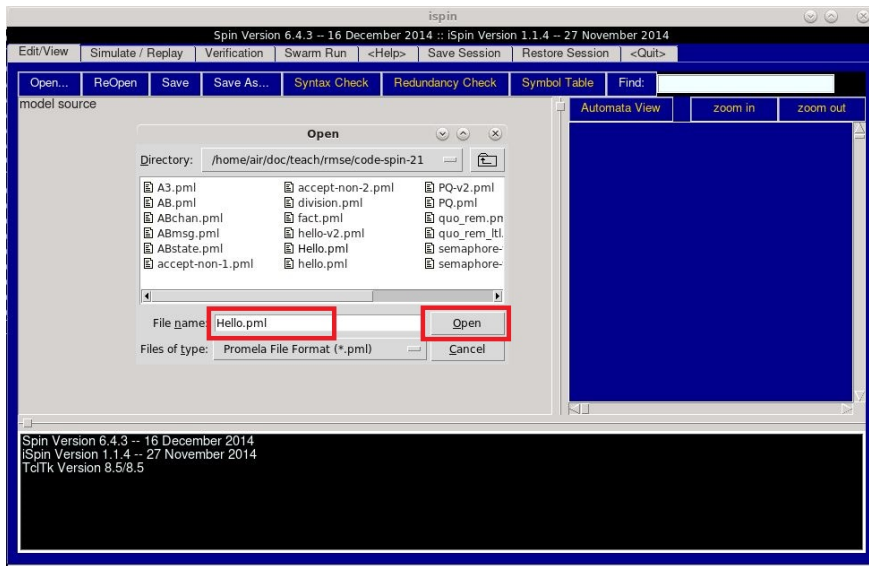 ispin
Spin Version 6.4.3 -- 16 December 2014 :: iSpin Version 1.1.4 -- 27 November 2014
Edit/View Simulate / Replay Verification Swarm Run <Help> Save Session Restore Session <Quit>
Open... ReOpen Save Save As... Syntax Check Redundancy Check Symbol Table Find:
model source
Automata View zoom in zoom out
Open
Directory: /home/air/doc/teach/rmse/code-spin-21
A3.pml accept-non-2.pml PQ-v2.pml
AB.pml division.pml PQ.pml
ABchan.pml fact.pml quo_rem.pm
ABmsg.pml hello-v2.pml quo_rem_ltl.
ABstate.pml Hello.pml semaphore-
accept-non-1.pml hello.pml semaphore-
File name: Hello.pml Open
Files of type: Promela File Format (*.pml) Cancel
Spin Version 6.4.3 -- 16 December 2014
iSpin Version 1.1.4 -- 27 November 2014
TclTk Version 8.5/8.5